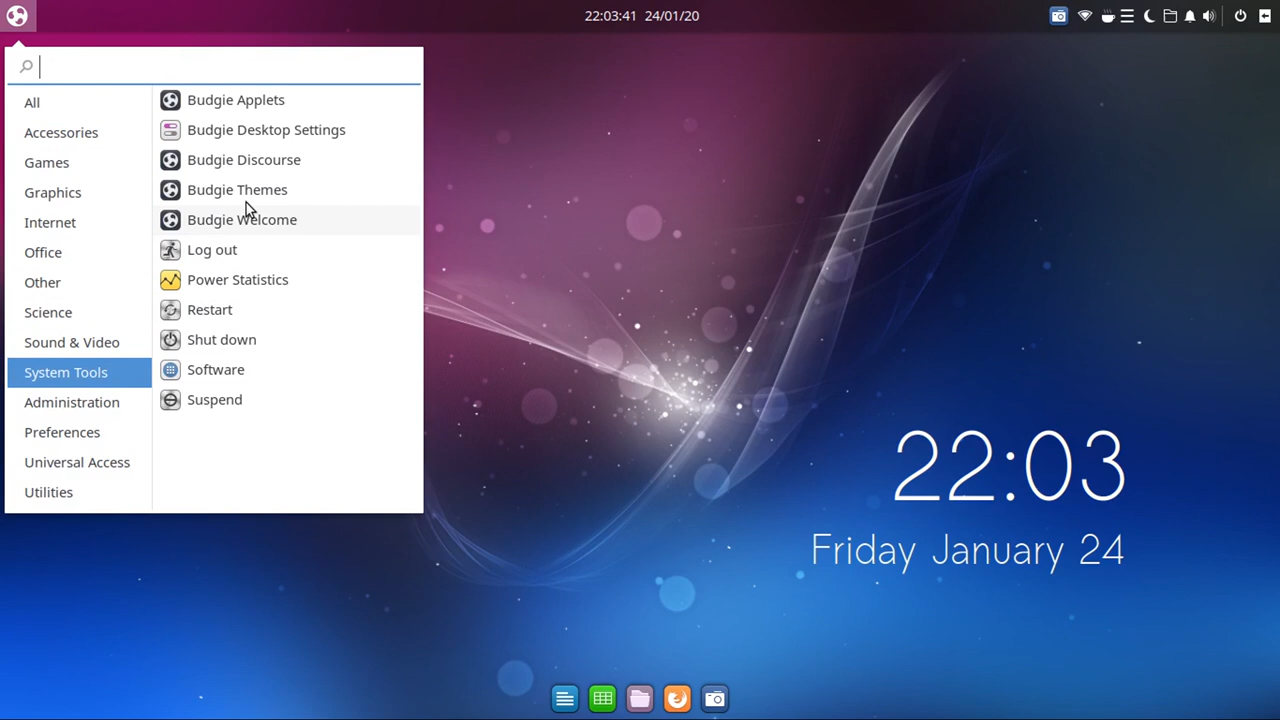 22:03:41 24/01/20
All
Accessories
Games
Graphics
Internet
Office
Other
Science
Sound & Video
System Tools
Administration
Preferences
Universal Access
Utilities
Budgie Applets
Budgie Desktop Settings
Budgie Discourse
Budgie Themes
Budgie Welcome
Log out
Power Statistics
Restart
Shut down
Software
Suspend
22:03
Friday January 24